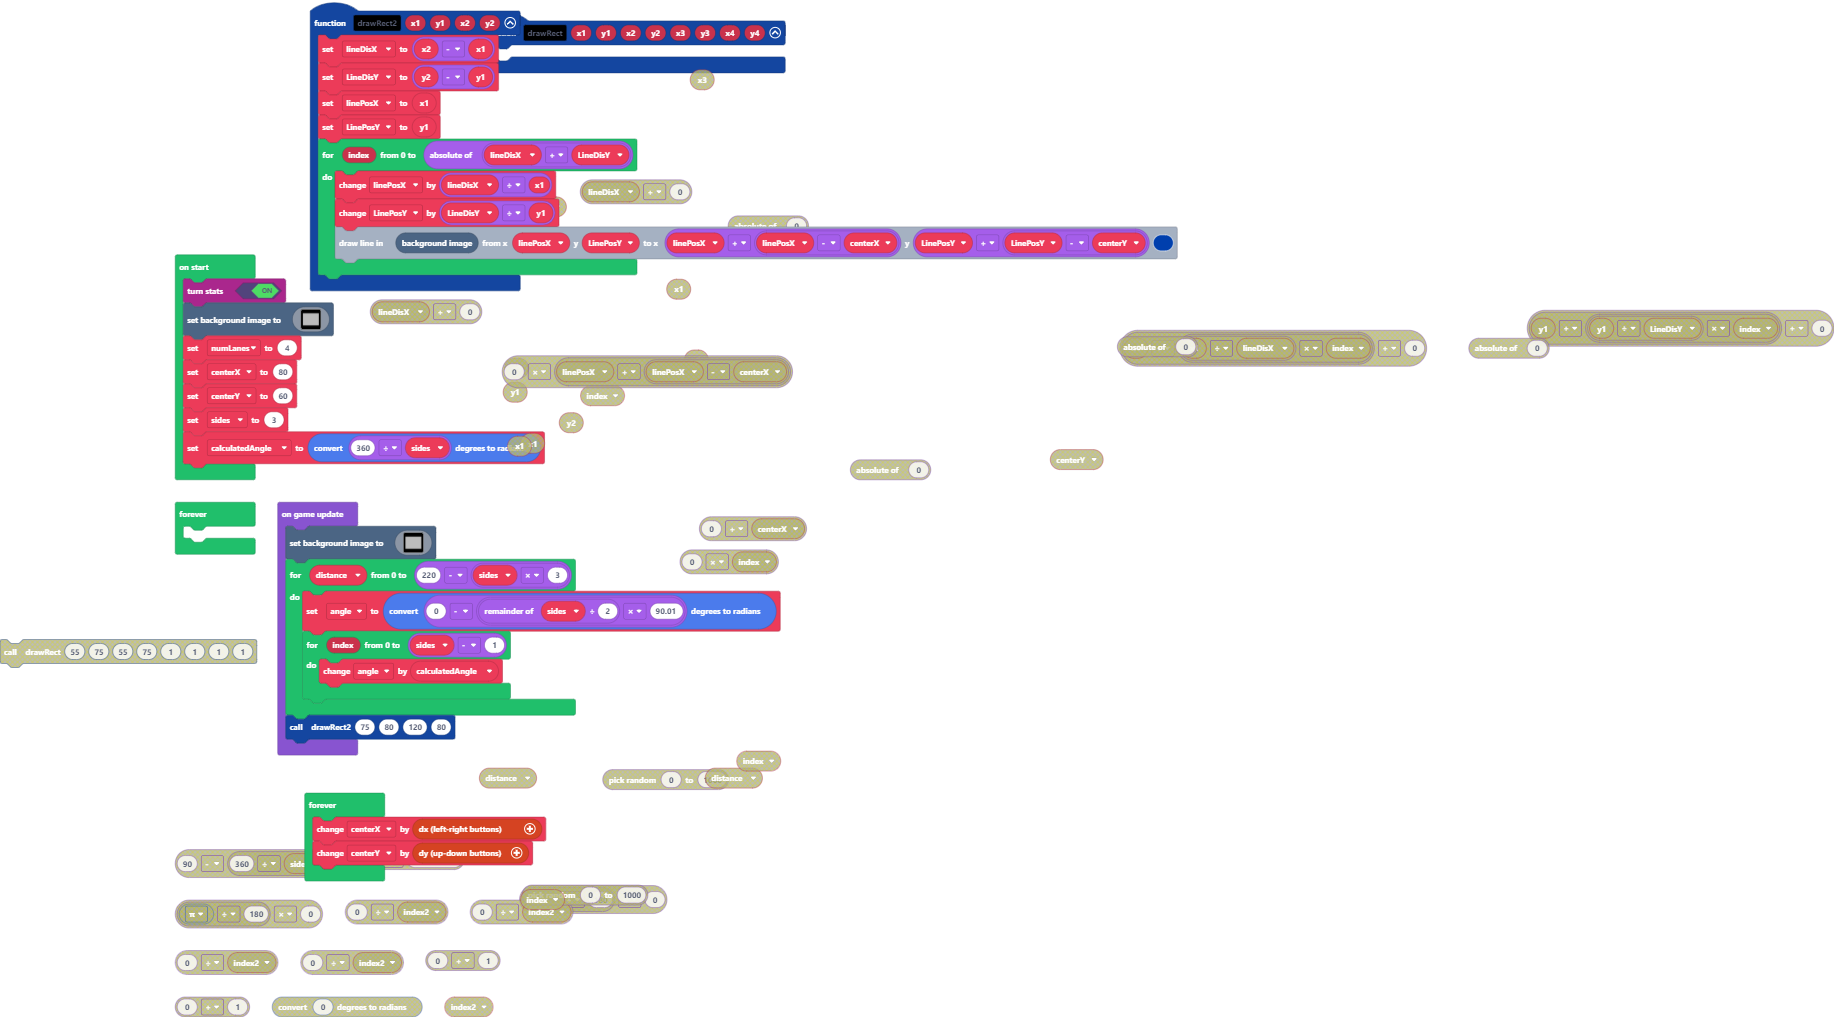 function drawRect2 x1 y1 x2 y2
drawRect x1 y1 x2 y2 x3 y3 x4 y4
set lineDisX to x2 - x1
set LineDisY to y2 - y1
x3
set linePosX to x1
set LinePosY to y1
for index from 0 to absolute of lineDisX + LineDisY
do
change linePosX by lineDisX ÷ x1
lineDisX + 0
change LinePosY by LineDisY ÷ y1
absolute of 0
draw line in background image from x linePosX y LinePosY to x linePosX + linePosX - centerX y LinePosY + LinePosY - centerY
on start
turn stats ON
x1
lineDisX + 0
set background image to
set numLanes to 4
set centerX to 80
set centerY to 60
set sides to 3
set calculatedAngle to convert 360 ÷ sides degrees to rad
x1
y1 + y1 + LineDisY × index + 0
absolute of 0
+ lineDisX × index + 0
absolute of 0
0 × linePosX + linePosX - centerX
y1
index
y2
absolute of 0
centerY
forever
on game update
set background image to
0 + centerX
0 × index
for distance from 0 to 220 - sides × 3
do
set angle to convert 0 - remainder of sides ÷ 2 × 90.01 degrees to radians
for index from 0 to sides - 1
do
change angle by calculatedAngle
call drawRect 55 75 55 75 1 1 1 1
call drawRect2 75 80 120 80
index
distance
pick random 0 to
distance
forever
change centerX by dx (left-right buttons)
change centerY by dy (up-down buttons)
90 - 360 ÷ side
index
0 to 1000
0
π ÷ 180 × 0
0 + index2
0 + index2
0 + index2
0 + index2
0 + 1
0 + 1
convert 0 degrees to radians
index2